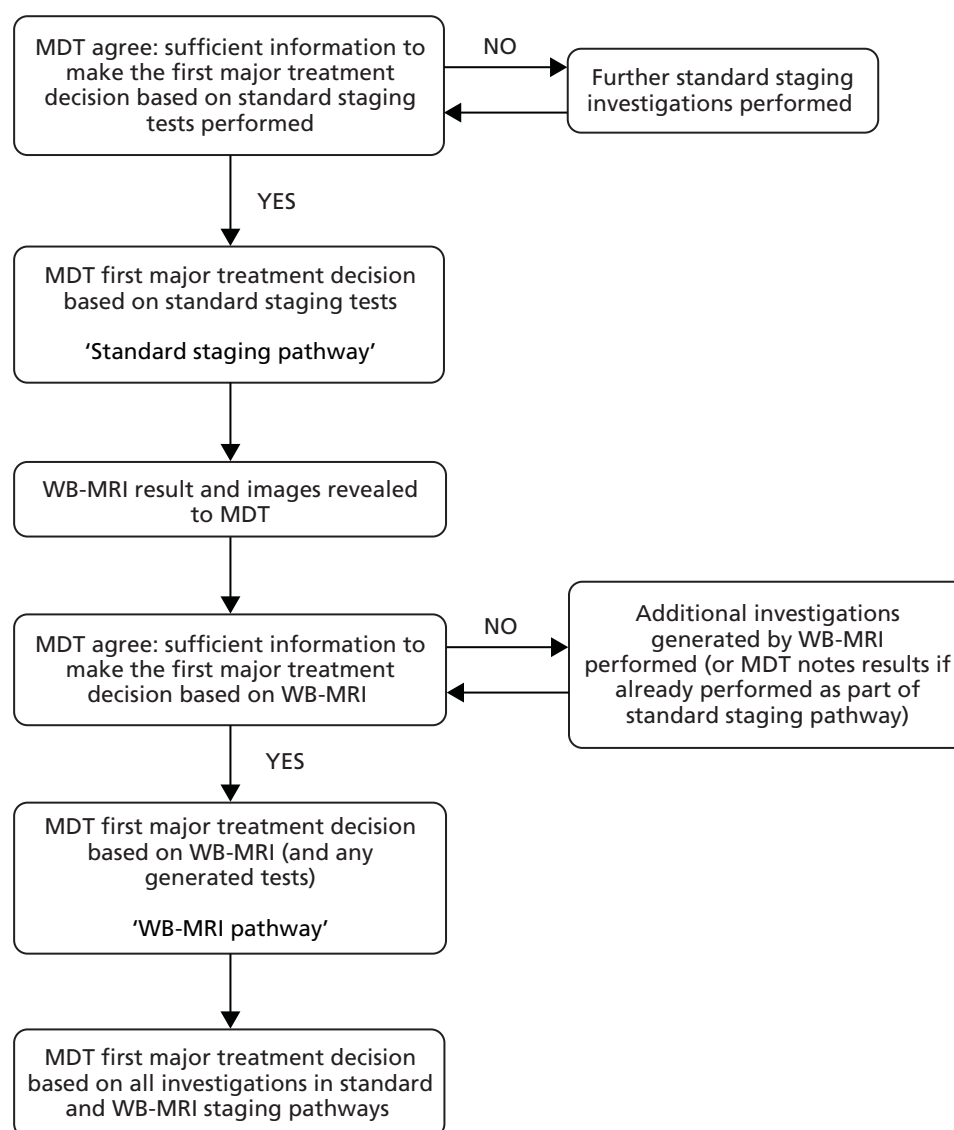 MDT agree: sufficient information to
make the first major treatment
decision based on standard staging
tests performed
NO
Further standard staging
investigations performed
YES
MDT first major treatment decision
based on standard staging tests
‘Standard staging pathway’
WB-MRI result and images revealed
to MDT
MDT agree: sufficient information to
make the first major treatment
decision based on WB-MRI
NO
Additional investigations
generated by WB-MRI
performed (or MDT notes results if
already performed as part of
standard staging pathway)
YES
MDT first major treatment decision
based on WB-MRI (and any
generated tests)
‘WB-MRI pathway’
MDT first major treatment decision
based on all investigations in standard
and WB-MRI staging pathways